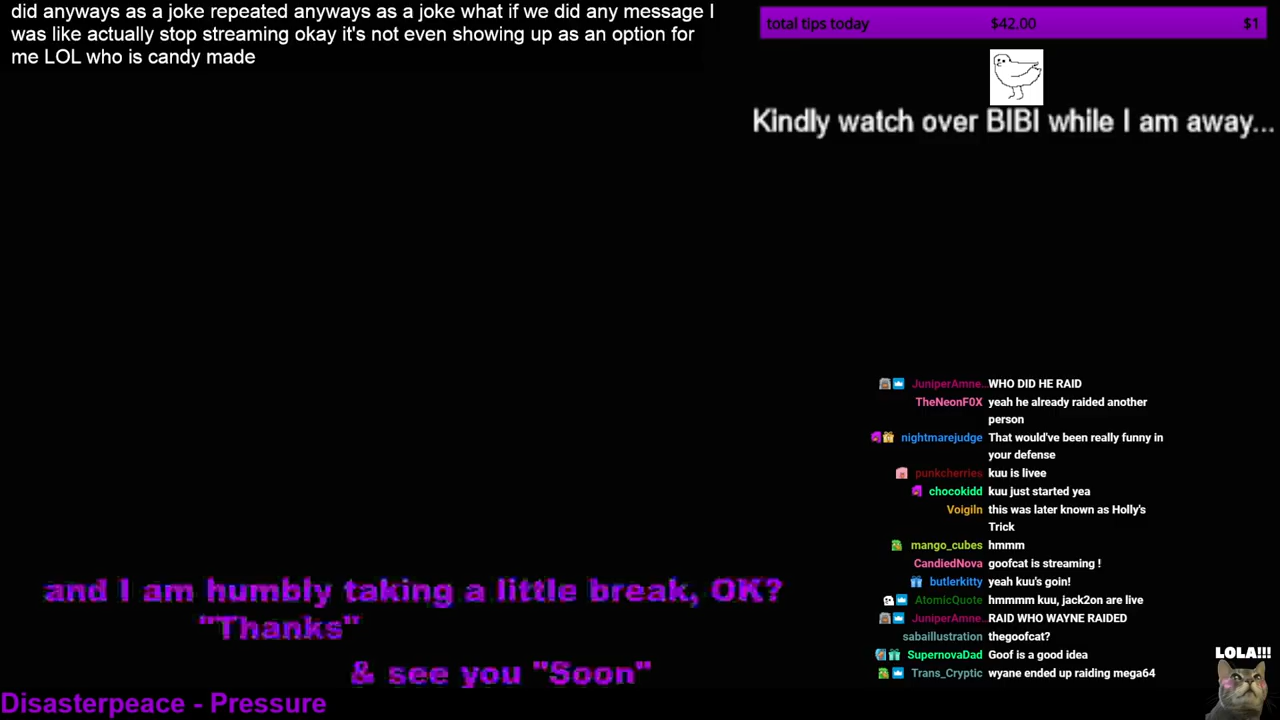 did anyways as a joke repeated anyways as a joke what if we did any message I
was like actually stop streaming okay it's not even showing up as an option for
me LOL who is candy made
total tips today $42.00 $1
Kindly watch over BIBI while I am away...
JuniperAmne.. WHO DID HE RAID
TheNeonF0X yeah he already raided another
person
nightmarejudge That would've been really funny in
your defense
punkcherries kuu is livee
chocokidd kuu just started yea
Voigiln this was later known as Holly's
Trick
mango_cubes hmmm
CandiedNova goofcat is streaming !
butlerkitty yeah kuu's goin!
AtomicQuote hmmmm kuu, jack2on are live
JuniperAmne.. RAID WHO WAYNE RAIDED
sabaillustration thegoofcat?
SupernovaDad Goof is a good idea
Trans_Cryptic wyane ended up raiding mega64
and I am humbly taking a little break, OK?
"Thanks"
& see you "Soon"
LOLA!!!
Disasterpeace - Pressure